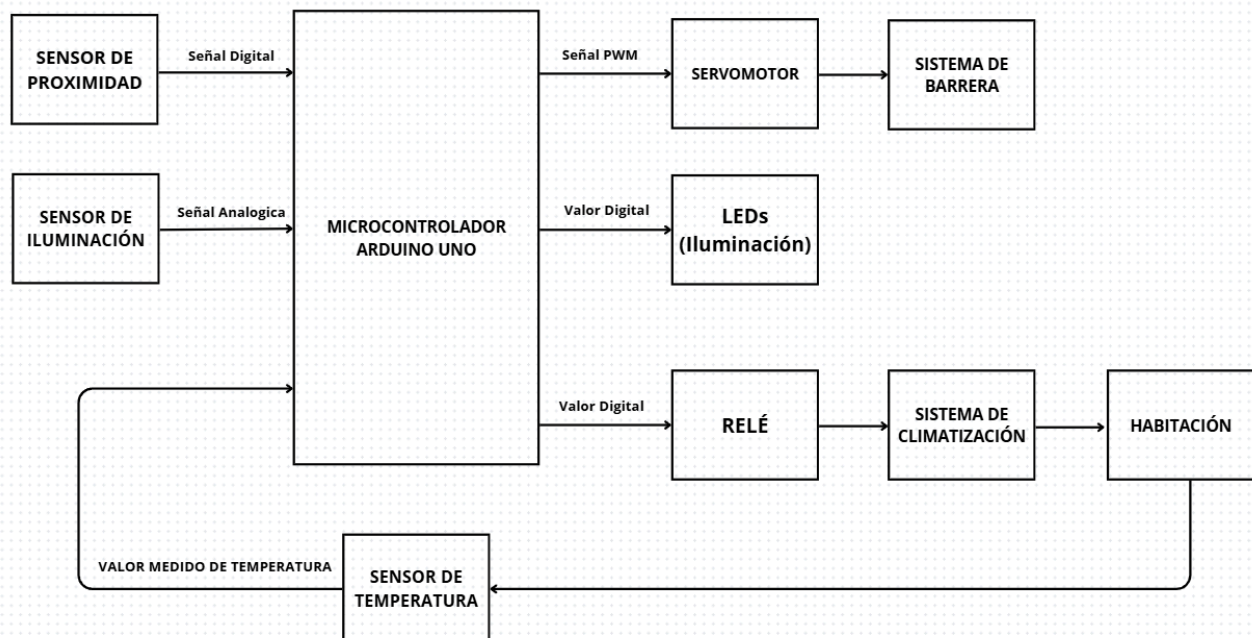 SENSOR DE
PROXIMIDAD
Señal Digital
Señal PWM
SERVOMOTOR
SISTEMA DE
BARRERA
SENSOR DE
ILUMINACIÓN
Señal Analogica
MICROCONTROLADOR
ARDUINO UNO
Valor Digital
LEDs
(Iluminación)
Valor Digital
RELÉ
SISTEMA DE
CLIMATIZACIÓN
HABITACIÓN
VALOR MEDIDO DE TEMPERATURA
SENSOR DE
TEMPERATURA